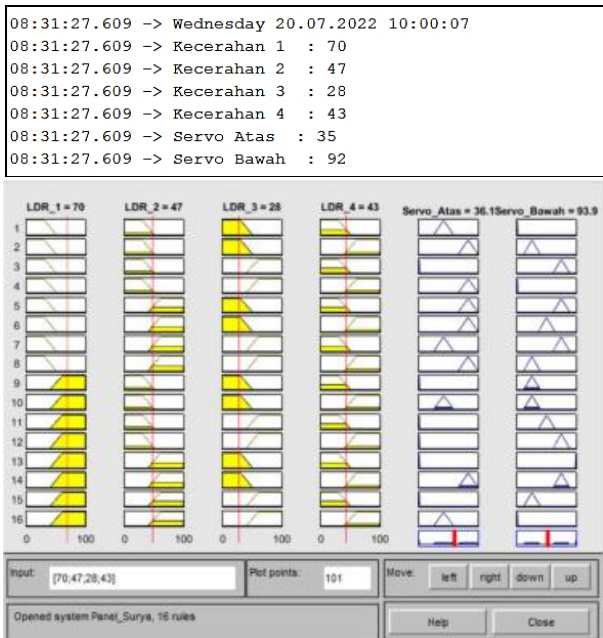 08:31:27.609 -> Wednesday 20.07.2022 10:00:07
08:31:27.609 -> Kecerahan 1 : 70
08:31:27.609 -> Kecerahan 2 : 47
08:31:27.609 -> Kecerahan 3 : 28
08:31:27.609 -> Kecerahan 4 : 43
08:31:27.609 -> Servo Atas : 35
08:31:27.609 -> Servo Bawah : 92
LDR_1 = 70 LDR_2 = 47 LDR_3 = 28 LDR_4 = 43 Servo_Atas = 36.1 Servo_Bawah = 93.9
1
2
3
4
5
6
7
8
9
10
11
12
13
14
15
16
0 100 0 100 0 100 0 100
Input: [70;47;28;43] Plot points: 101 Move: left right down up
Opened system Panel_Surya, 16 rules Help Close